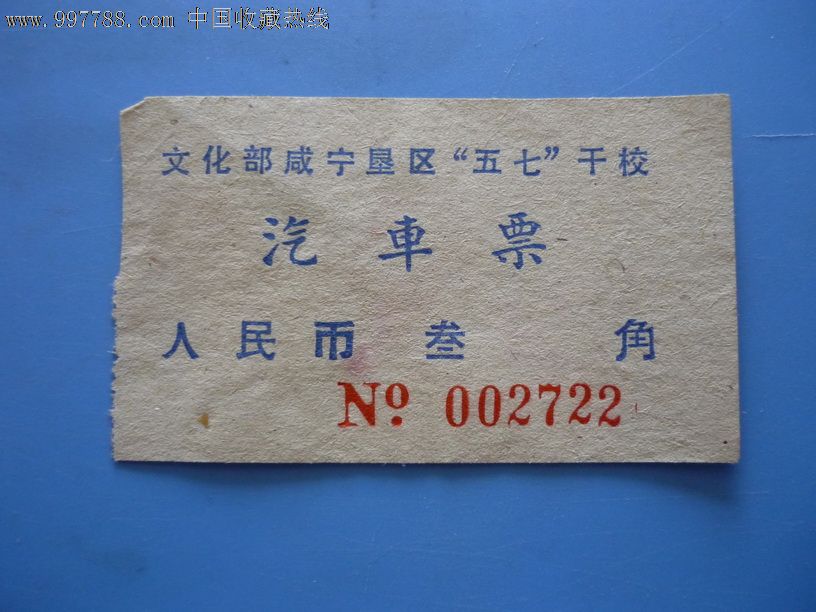 www.997788.com 中国收藏热线
文化部咸宁垦区“五七”干校
汽車票
人民币叁 角
Nº 002722